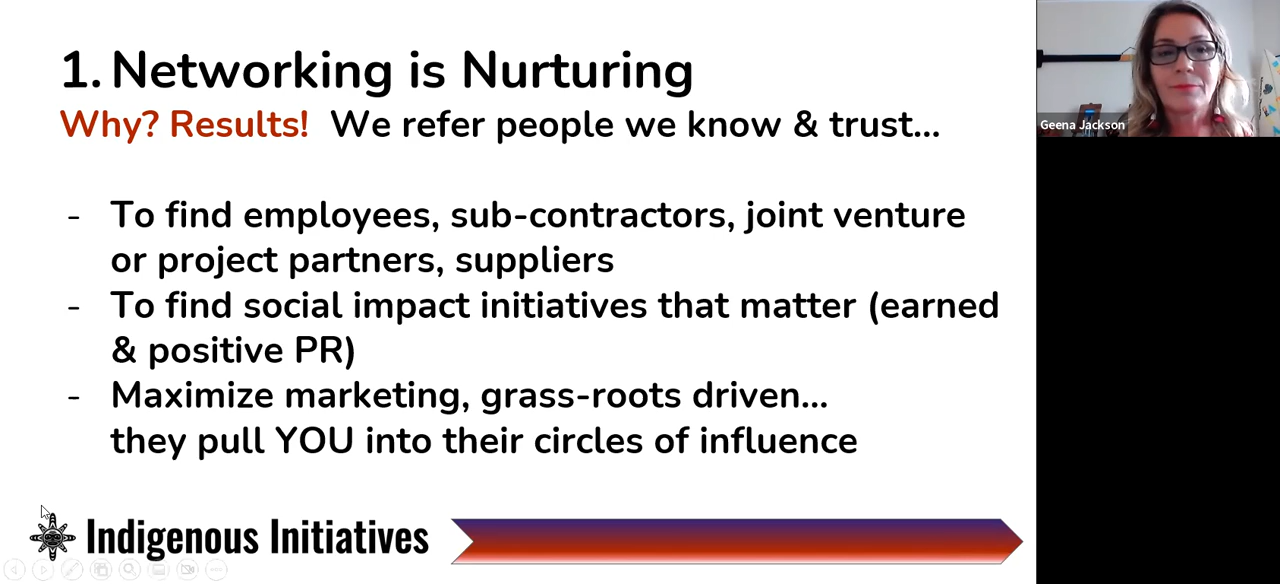 1. Networking is Nurturing
Why? Results! We refer people we know & trust...
- To find employees, sub-contractors, joint venture
or project partners, suppliers
- To find social impact initiatives that matter (earned
& positive PR)
- Maximize marketing, grass-roots driven...
they pull YOU into their circles of influence
Indigenous Initiatives
Geena Jackson